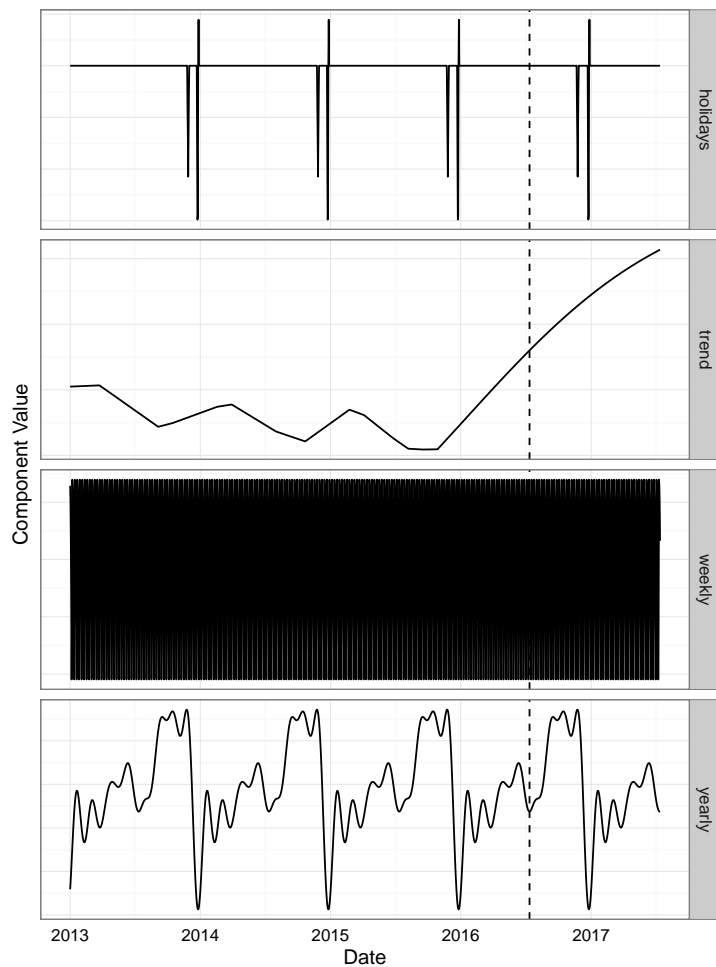 holidays
trend
weekly
yearly
Component Value
2013 2014 2015 2016 2017
Date